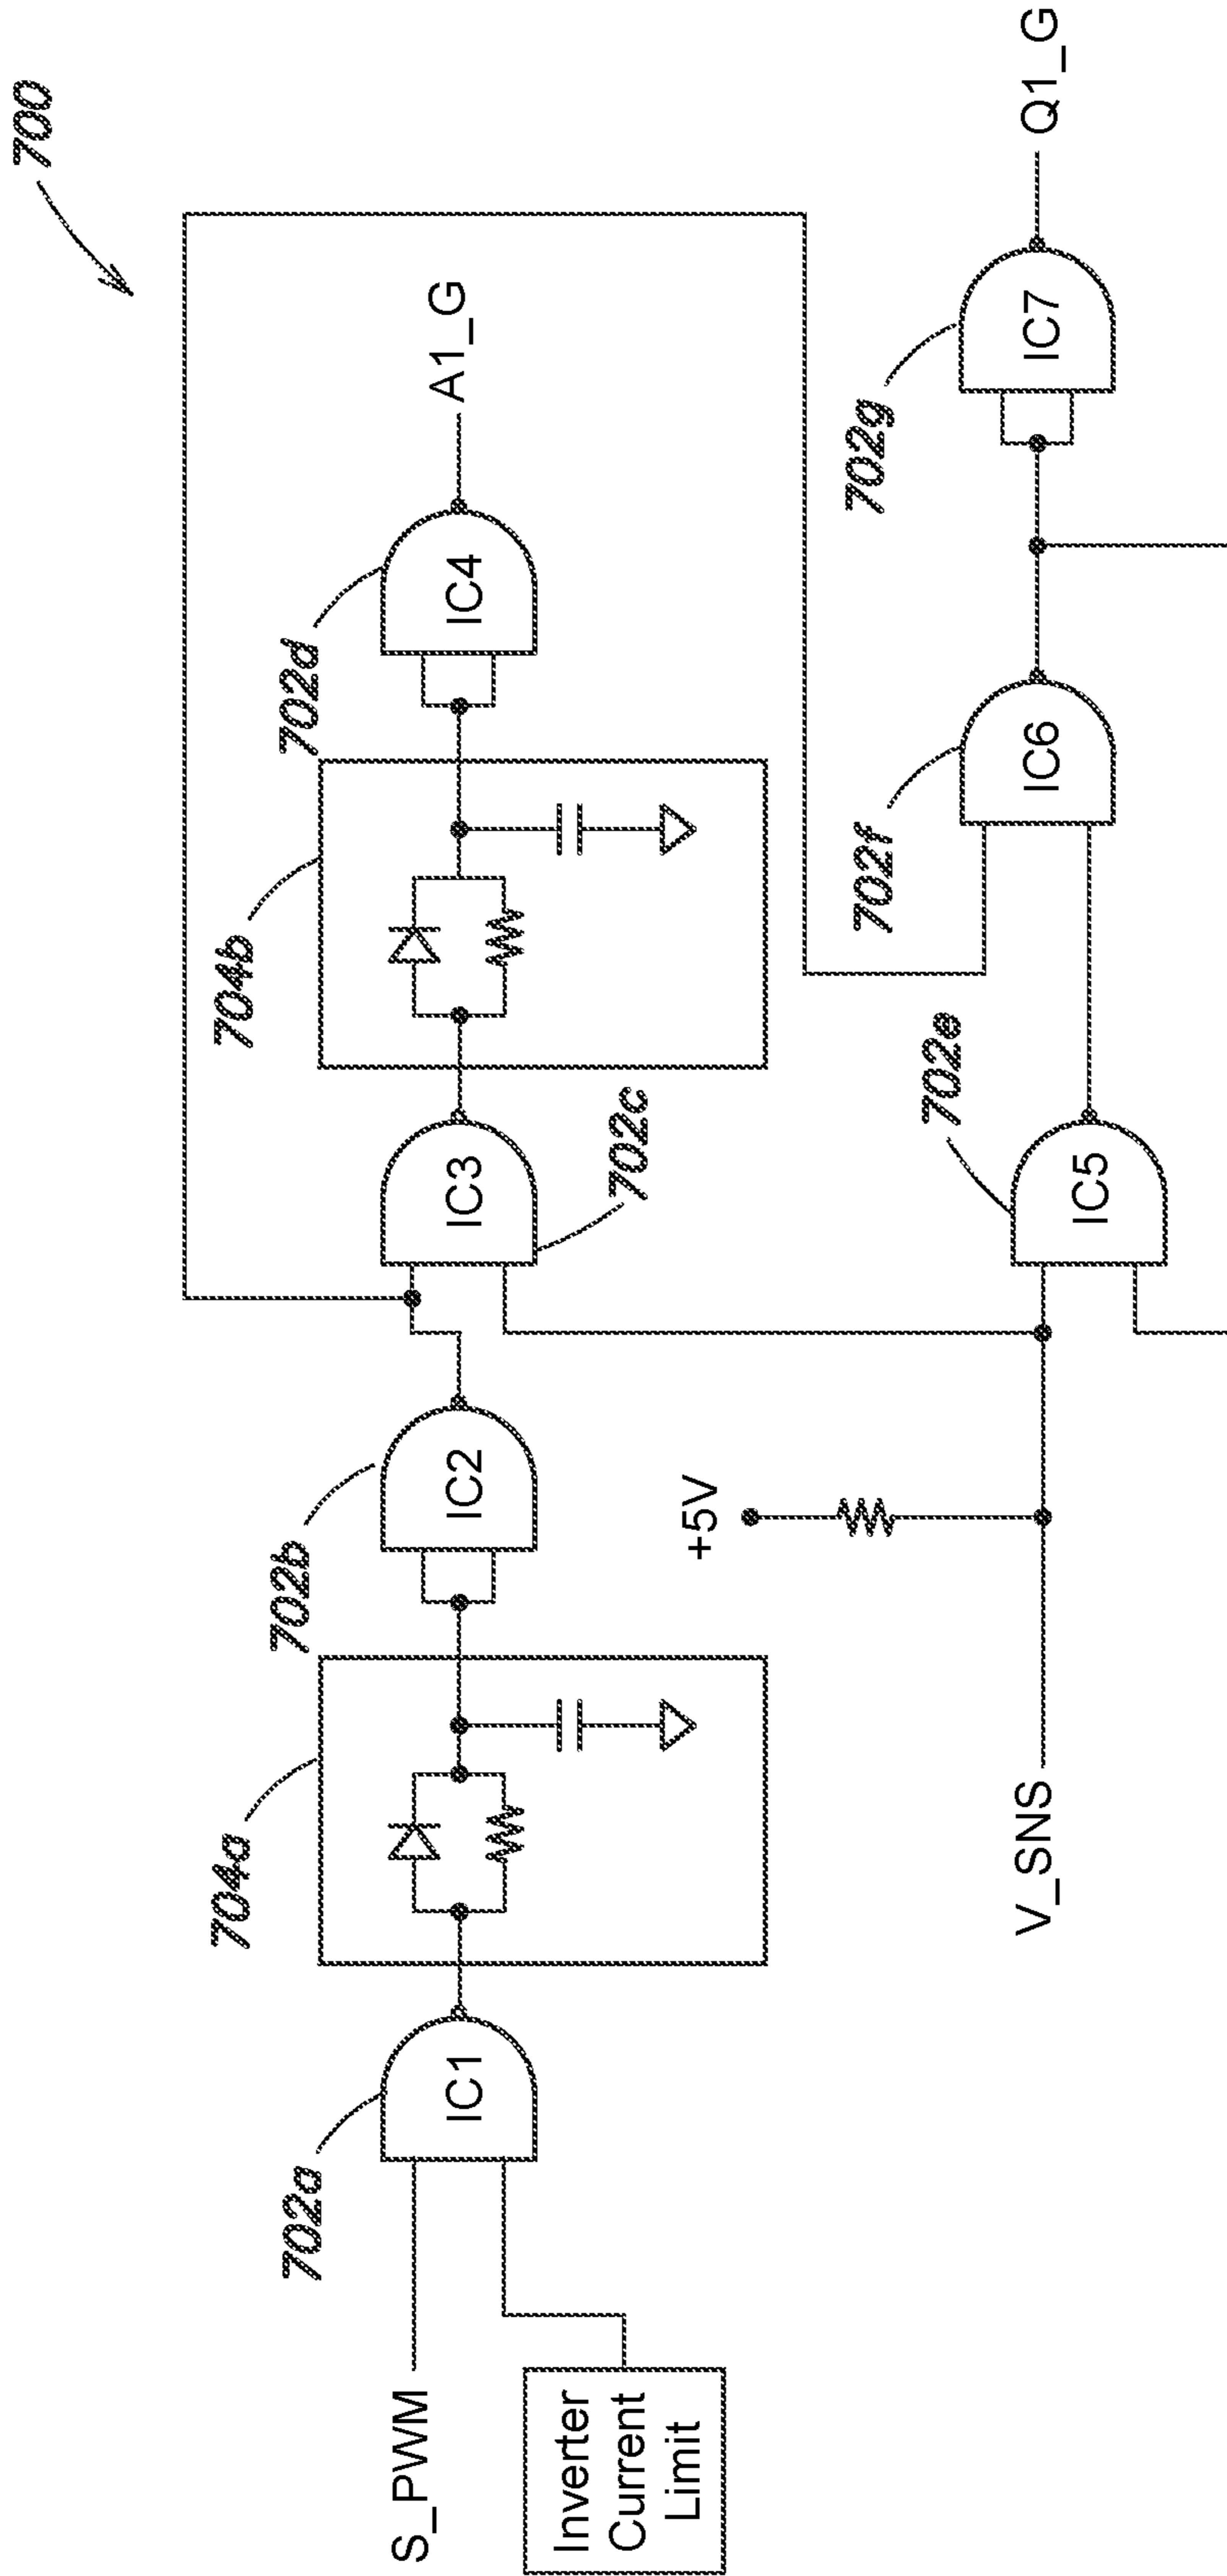 700
702a
704a
702b
704b
702d
S_PWM
Inverter
Current
Limit
IC1
IC2
IC3
IC4
A1_G
702c
+5V
V_SNS
702e
702f
702g
IC5
IC6
IC7
Q1_G